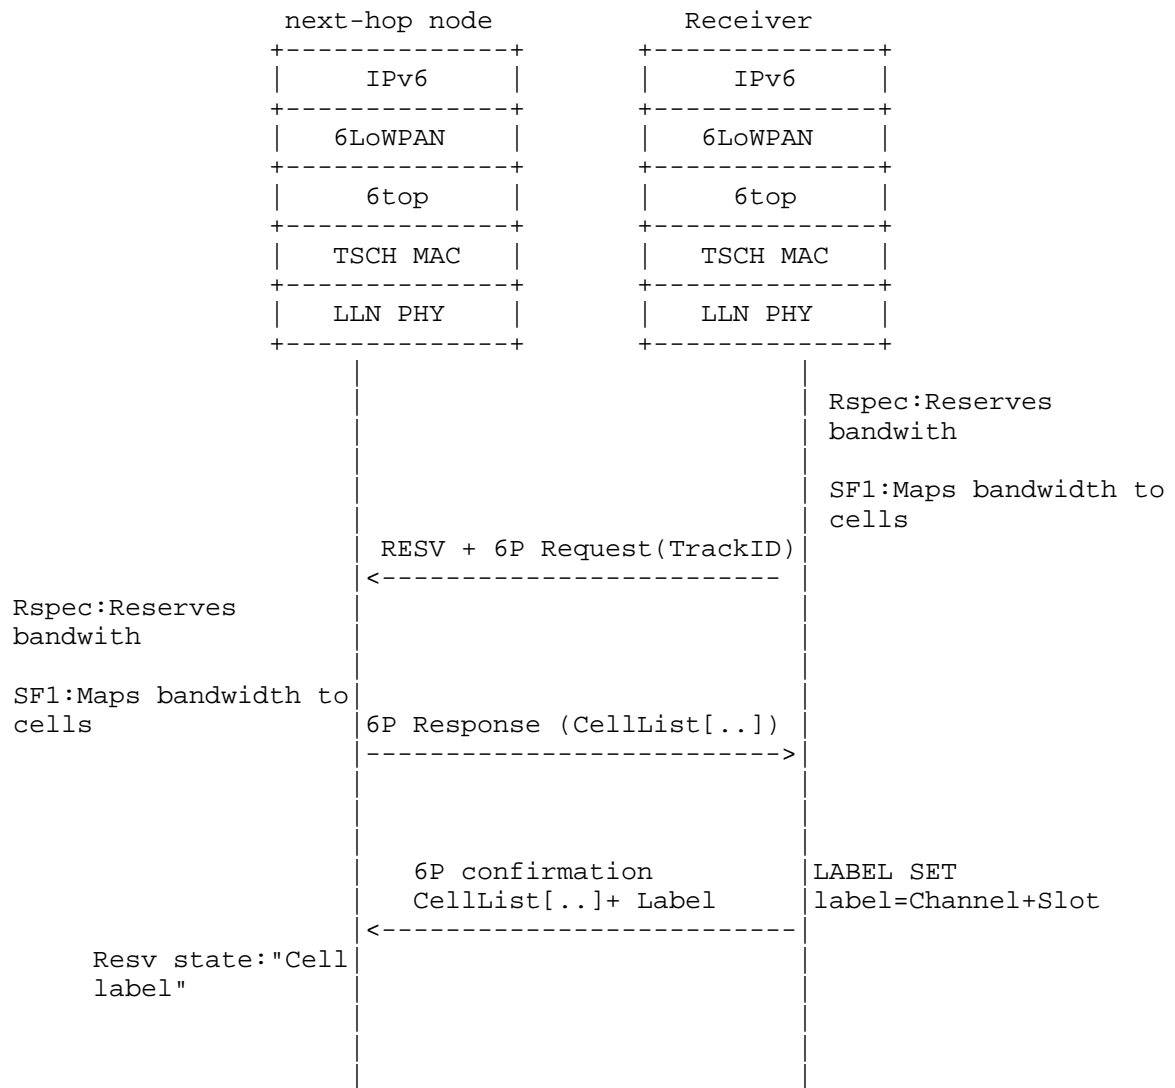 next-hop node Receiver
IPv6 IPv6
6LoWPAN 6LoWPAN
6top 6top
TSCH MAC TSCH MAC
LLN PHY LLN PHY
Rspec:Reserves
bandwith
SF1:Maps bandwidth to
cells
RESV + 6P Request(TrackID)
Rspec:Reserves
bandwith
SF1:Maps bandwidth to
cells
6P Response (CellList[..])
6P confirmation
CellList[..]+ Label
LABEL SET
label=Channel+Slot
Resv state:"Cell
label"